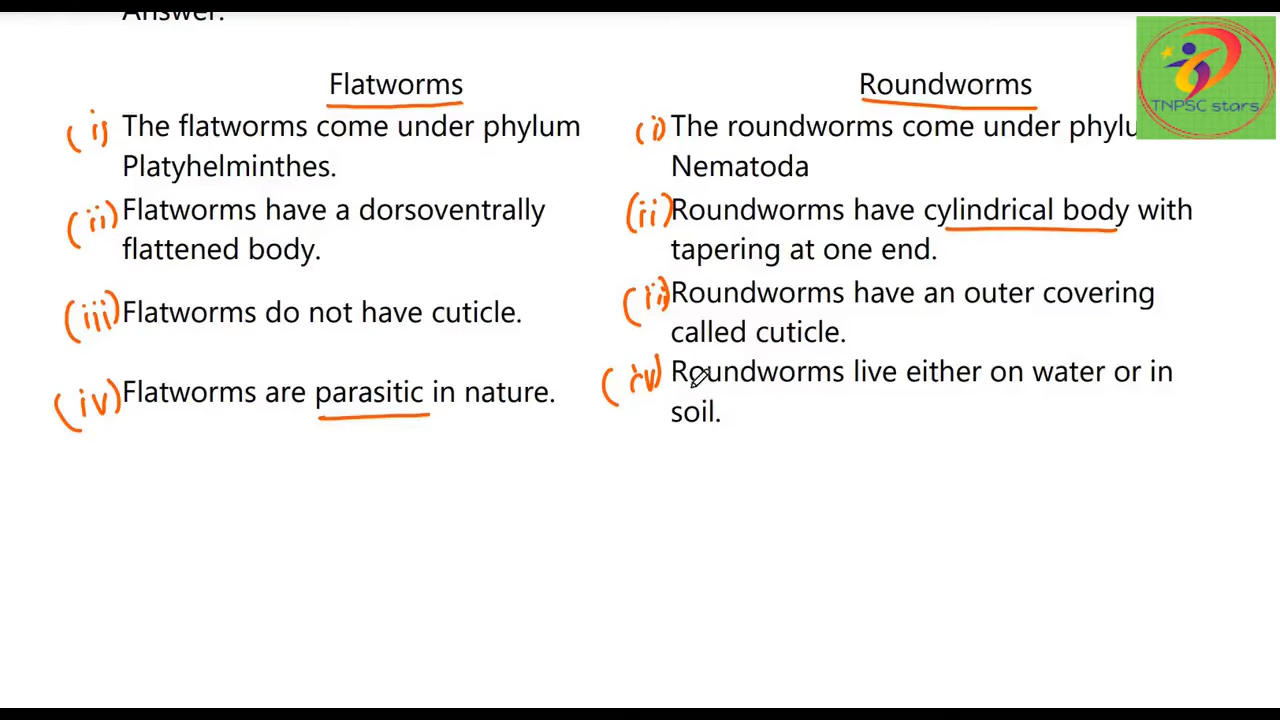 Answer:
Flatworms
Roundworms
TNPSC stars
(i) The flatworms come under phylum
Platyhelminthes.
(i) The roundworms come under
Nematoda
(ii) Flatworms have a dorsoventrally
flattened body.
(ii) Roundworms have cylindrical body with
tapering at one end.
(iii) Flatworms do not have cuticle.
(iii) Roundworms have an outer covering
called cuticle.
(iv) Flatworms are parasitic in nature.
(iv) Roundworms live either on water or in
soil.